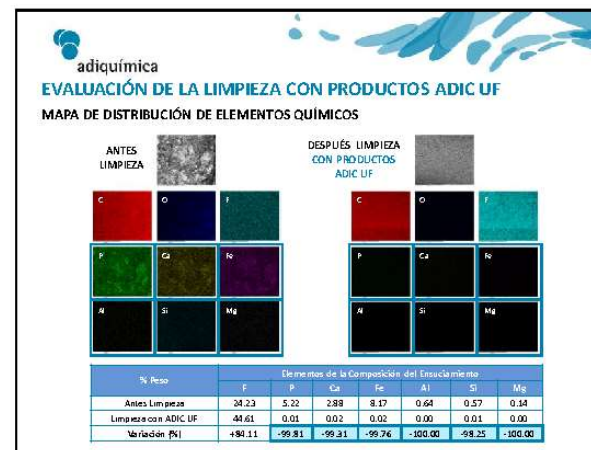 adiquímica
EVALUACIÓN DE LA LIMPIEZA CON PRODUCTOS ADIC UF
MAPA DE DISTRIBUCIÓN DE ELEMENTOS QUÍMICOS
ANTES
LIMPIEZA
DESPUÉS LIMPIEZA
CON PRODUCTOS
ADIC UF
C O F
P Ca Fe
Al Si Mg
C O F
P Ca Fe
Al Si Mg
% Peso
Elementos de la Composición del Ensuciamiento
F P Ca Fe Al Si Mg
Antes Limpieza 24.23 5.22 2.88 8.17 0.64 0.57 0.14
Limpieza con ADIC UF 44.61 0.01 0.02 0.02 0.00 0.01 0.00
Variación (%) +84.11 -99.81 -99.31 -99.76 -100.00 -98.25 -100.00